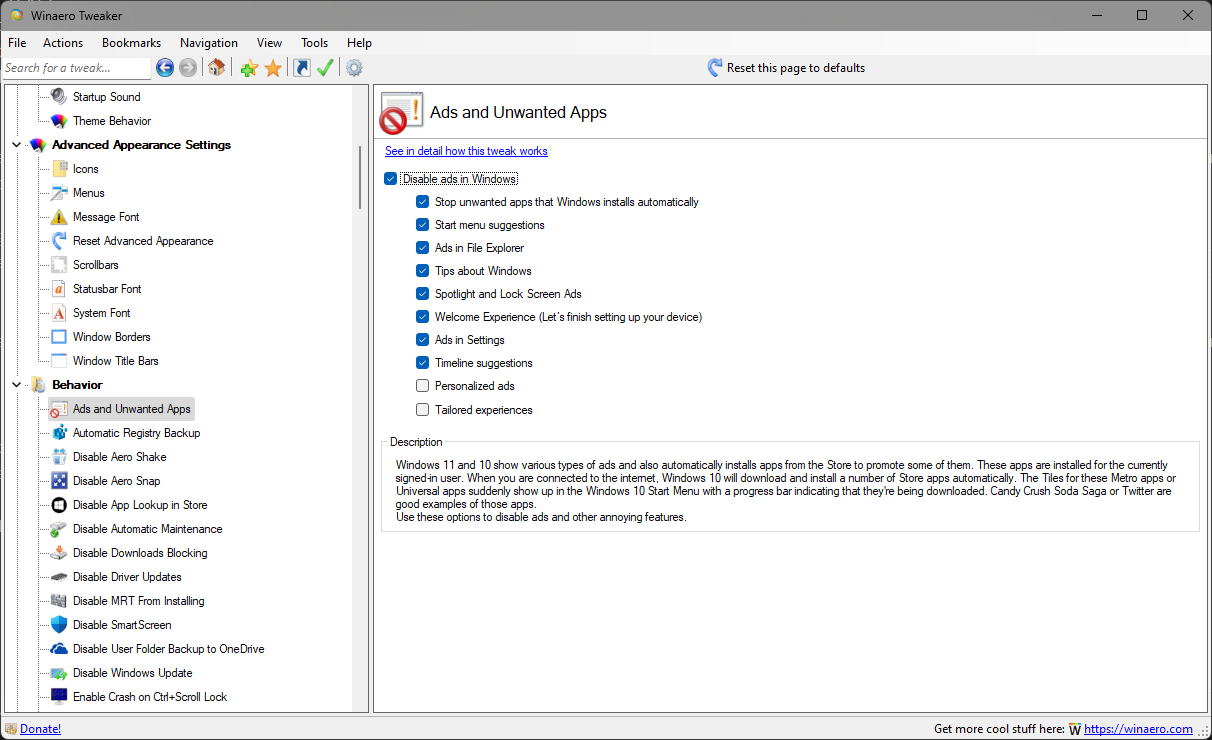 Winaero Tweaker
File Actions Bookmarks Navigation View Tools Help
Search for a tweak...
Reset this page to defaults
Startup Sound
Theme Behavior
Advanced Appearance Settings
Icons
Menus
Message Font
Reset Advanced Appearance
Scrollbars
Statusbar Font
System Font
Window Borders
Window Title Bars
Behavior
Ads and Unwanted Apps
Automatic Registry Backup
Disable Aero Shake
Disable Aero Snap
Disable App Lookup in Store
Disable Automatic Maintenance
Disable Downloads Blocking
Disable Driver Updates
Disable MRT From Installing
Disable SmartScreen
Disable User Folder Backup to OneDrive
Disable Windows Update
Enable Crash on Ctrl+Scroll Lock
Ads and Unwanted Apps
See in detail how this tweak works
Disable ads in Windows
Stop unwanted apps that Windows installs automatically
Start menu suggestions
Ads in File Explorer
Tips about Windows
Spotlight and Lock Screen Ads
Welcome Experience (Let's finish setting up your device)
Ads in Settings
Timeline suggestions
Personalized ads
Tailored experiences
Description
Windows 11 and 10 show various types of ads and also automatically installs apps from the Store to promote some of them. These apps are installed for the currently
signed-in user. When you are connected to the internet, Windows 10 will download and install a number of Store apps automatically. The Tiles for these Metro apps or
Universal apps suddenly show up in the Windows 10 Start Menu with a progress bar indicating that they're being downloaded. Candy Crush Soda Saga or Twitter are
good examples of those apps.
Use these options to disable ads and other annoying features.
Donate!
Get more cool stuff here: W https://winaero.com